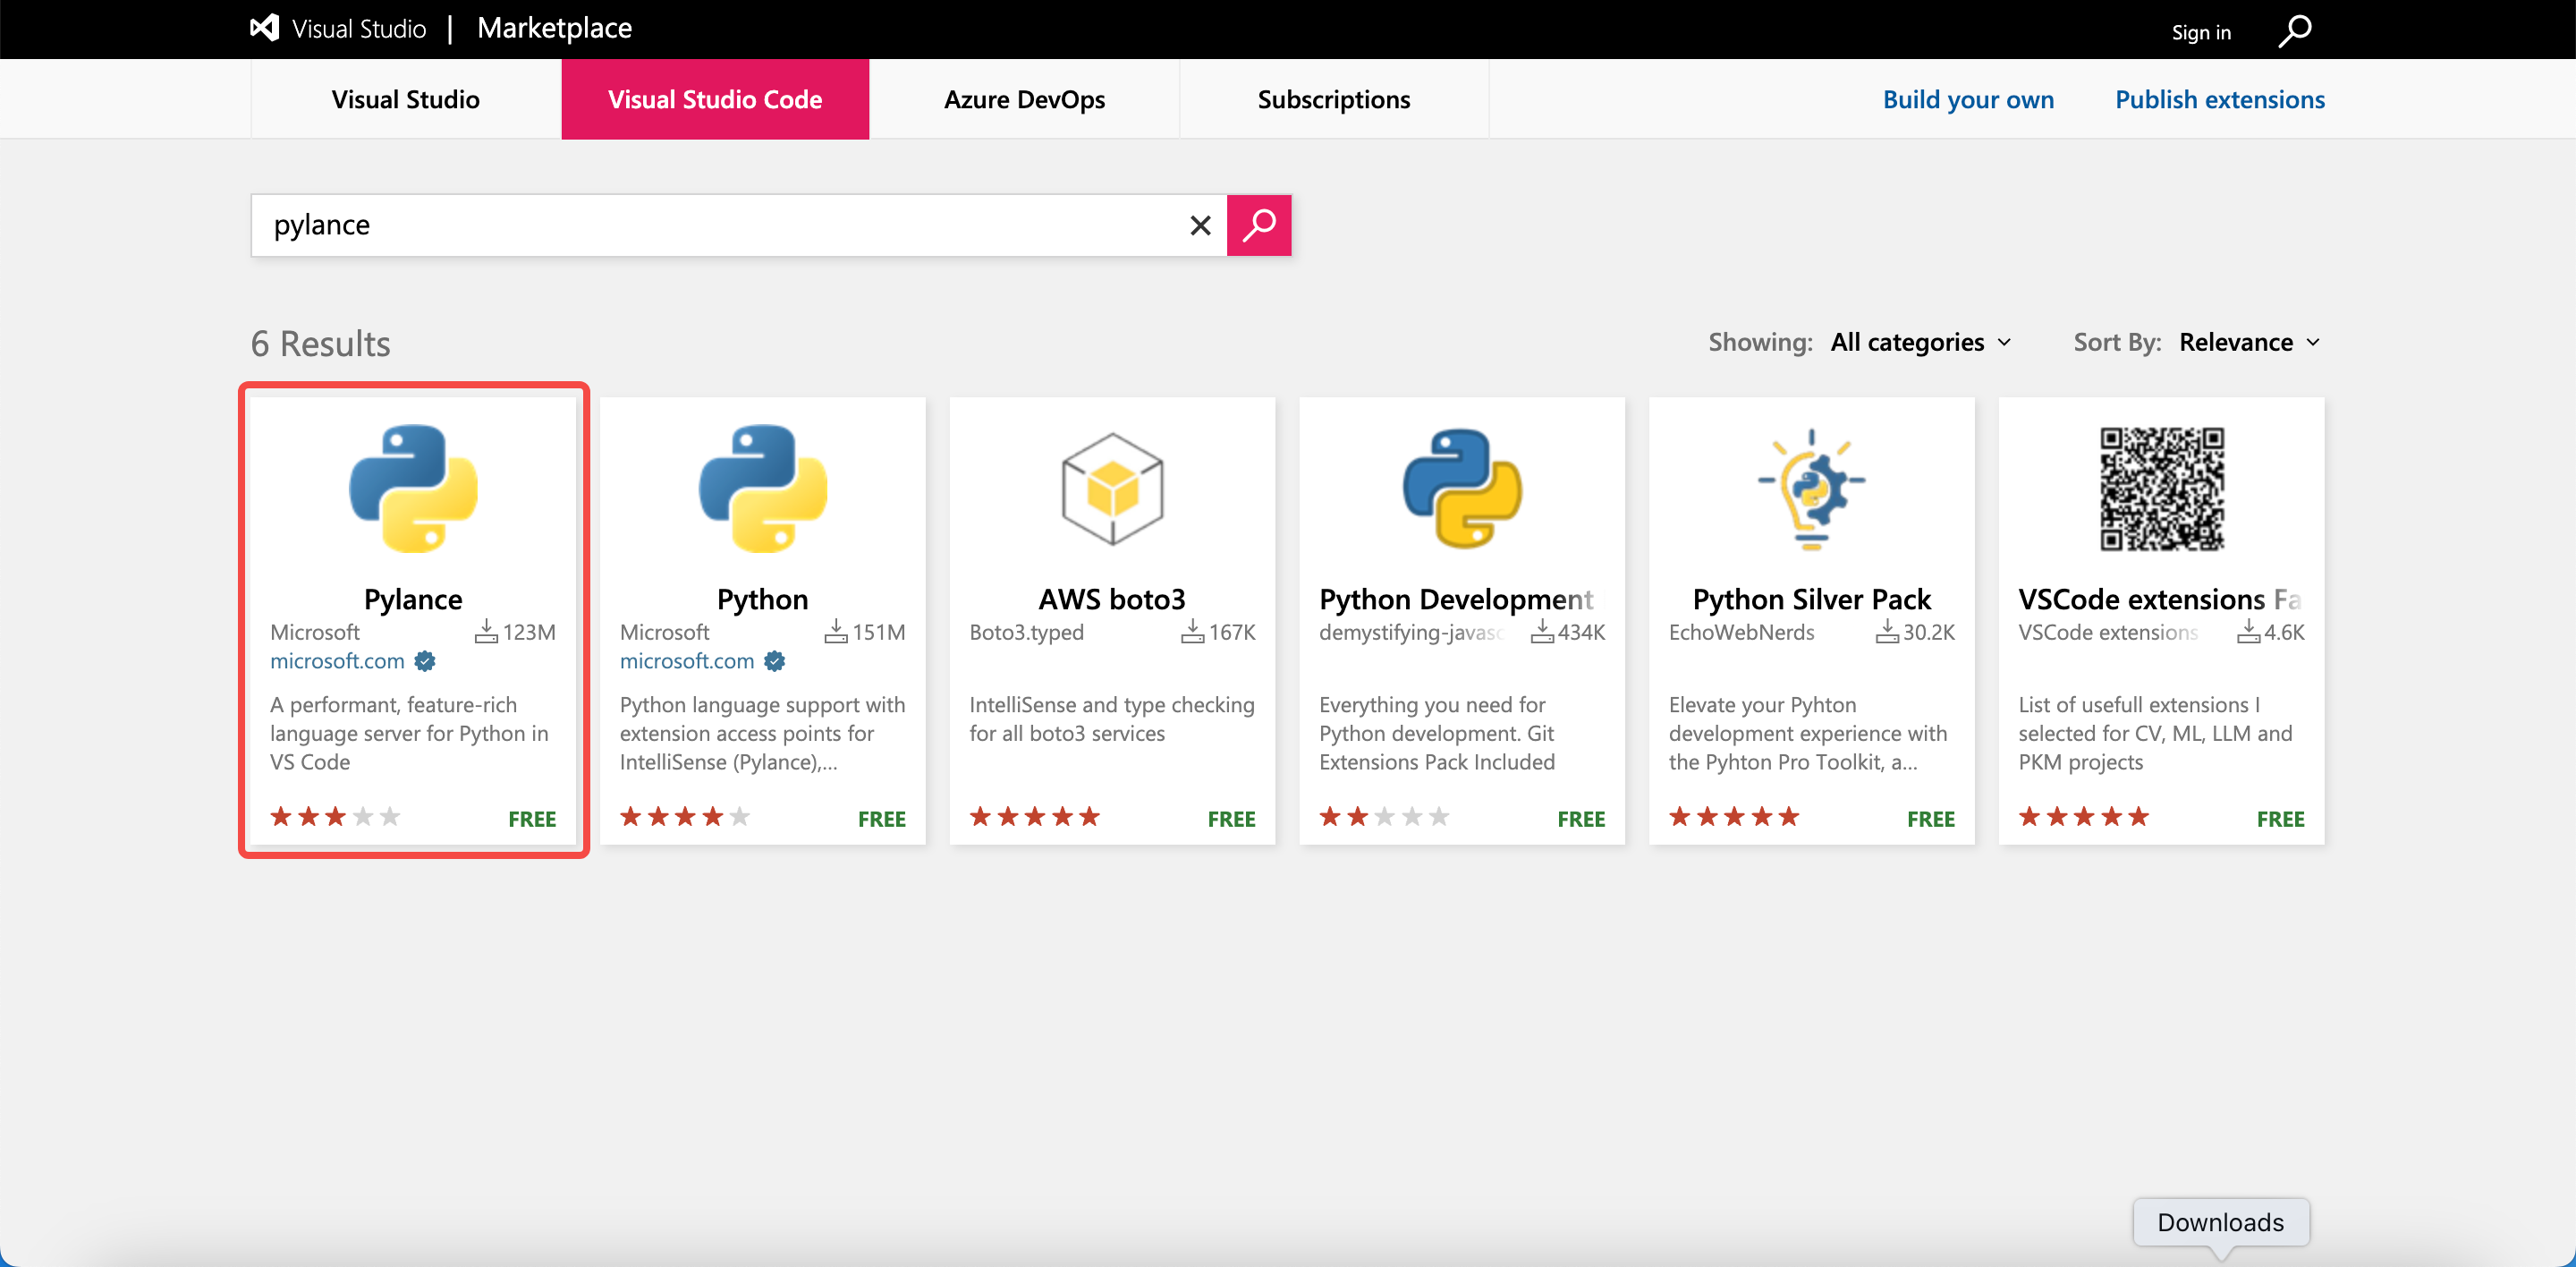 Visual Studio | Marketplace
Sign in
Visual Studio
Visual Studio Code
Azure DevOps
Subscriptions
Build your own
Publish extensions
pylance
6 Results
Showing: All categories
Sort By: Relevance
Pylance
Microsoft 123M
microsoft.com
A performant, feature-rich
language server for Python in
VS Code
FREE
Python
Microsoft 151M
microsoft.com
Python language support with
extension access points for
IntelliSense (Pylance),...
FREE
AWS boto3
Boto3.typed 167K
IntelliSense and type checking
for all boto3 services
FREE
Python Development
demystifying-javasc 434K
Everything you need for
Python development. Git
Extensions Pack Included
FREE
Python Silver Pack
EchoWebNerds 30.2K
Elevate your Pyhton
development experience with
the Pyhton Pro Toolkit, a...
FREE
VSCode extensions Fa
VSCode extensions 4.6K
List of usefull extensions I
selected for CV, ML, LLM and
PKM projects
FREE
Downloads